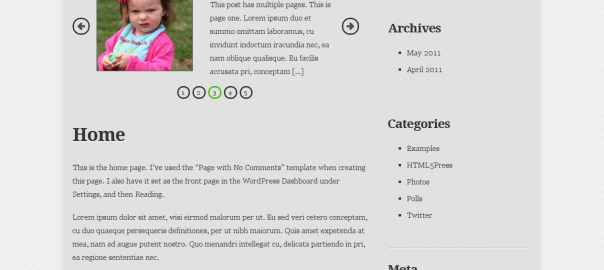 This post has multiple pages. This is
page one. Lorem ipsum duo et
summo omittam laboramus, cu
invidunt indoctum iracundia nec, ea
nam oblique qualisque. Eu facilis
accusata pri, conceptam [...]
1 2 3 4 5
Home
This is the home page. I've used the "Page with No Comments" template when creating
this page. I also have it set as the front page in the WordPress Dashboard under
Settings, and then Reading.
Lorem ipsum dolor sit amet, wisi eirmod malorum per ut. Eu sed veri cetero conceptam,
cu duo quaeque persequeris definitiones, per ut nibh maiorum. Quis amet expetenda at
mea, nam ad augue putent nostro. Quo menandri intellegat cu, delicata partiendo in pri,
ea regione sententiae nec.
Archives
May 2011
April 2011
Categories
Examples
HTML5Press
Photos
Polls
Twitter
Meta